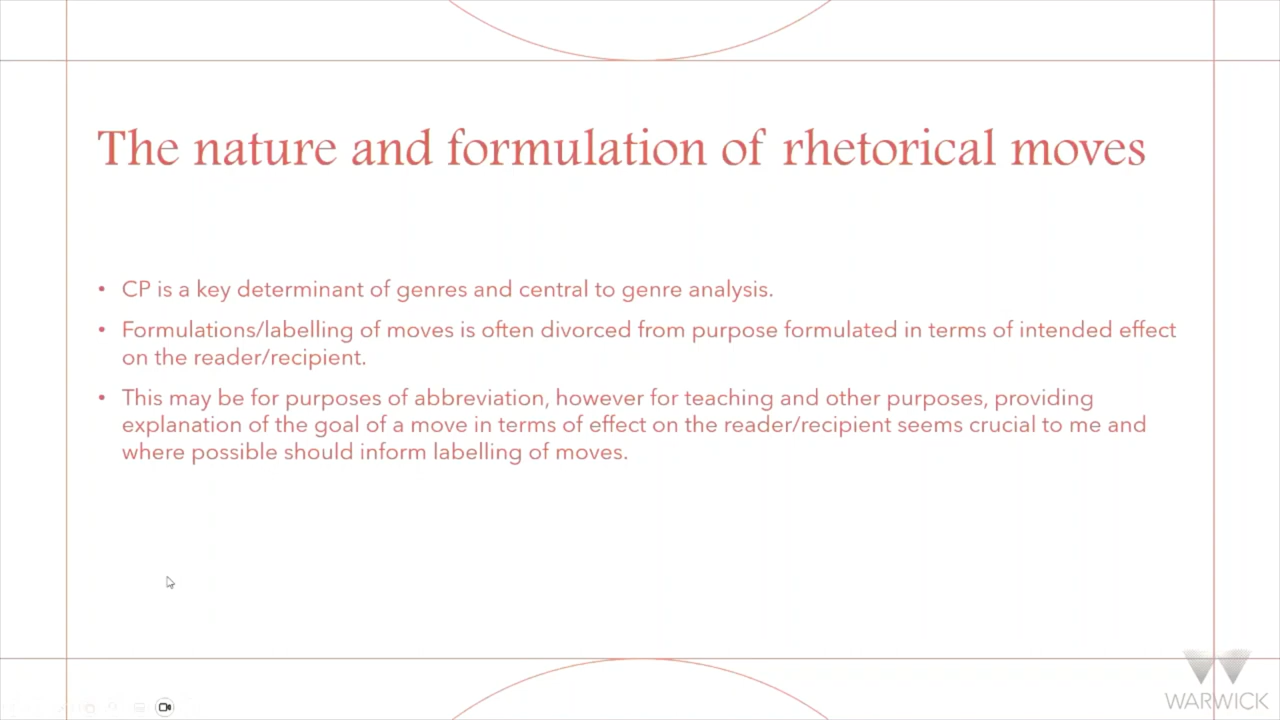 The nature and formulation of rhetorical moves
• CP is a key determinant of genres and central to genre analysis.
• Formulations/labelling of moves is often divorced from purpose formulated in terms of intended effect
on the reader/recipient.
• This may be for purposes of abbreviation, however for teaching and other purposes, providing
explanation of the goal of a move in terms of effect on the reader/recipient seems crucial to me and
where possible should inform labelling of moves.
WARWICK